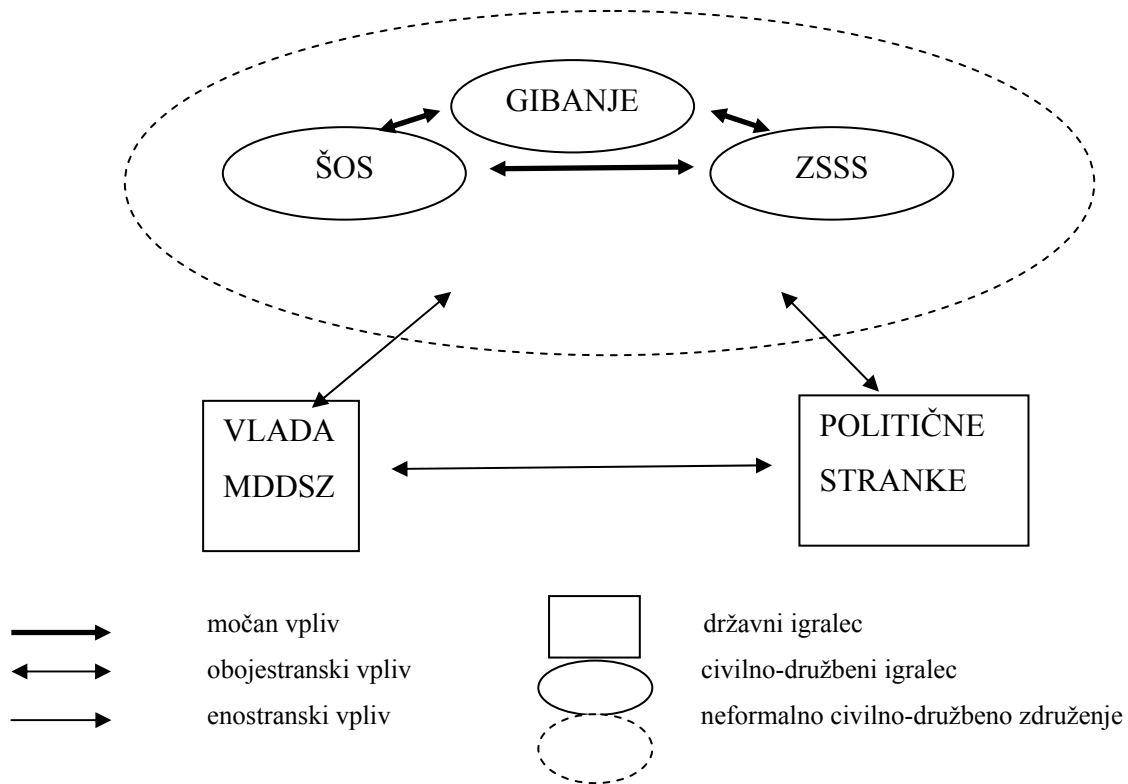 GIBANJE
ŠOS
ZSSS
VLADA
MDDSZ
POLITIČNE
STRANKE
močan vpliv
obojestranski vpliv
enostranski vpliv
državni igralec
civilno-družbeni igralec
neformalno civilno-družbeno združenje